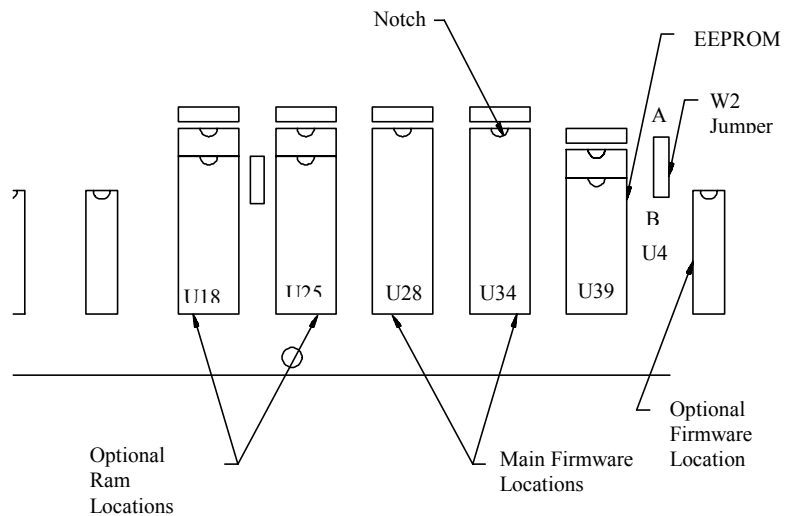 Notch
EEPROM
W2
Jumper
A
B
U4
U18
U25
U28
U34
U39
Optional
Ram
Locations
Main Firmware
Locations
Optional
Firmware
Location